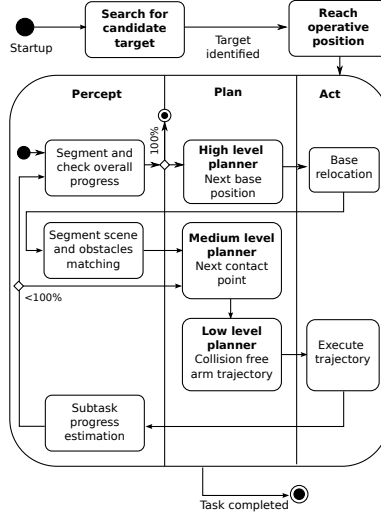 Startup
Search for
candidate
target
Target
identified
Reach
operative
position
Percept
Plan
Act
Segment and
check overall
progress
100%
High level
planner
Next base
position
Base
relocation
Segment scene
and obstacles
matching
Medium level
planner
Next contact
point
<100%
Low level
planner
Collision free
arm trajectory
Execute
trajectory
Subtask
progress
estimation
Task completed